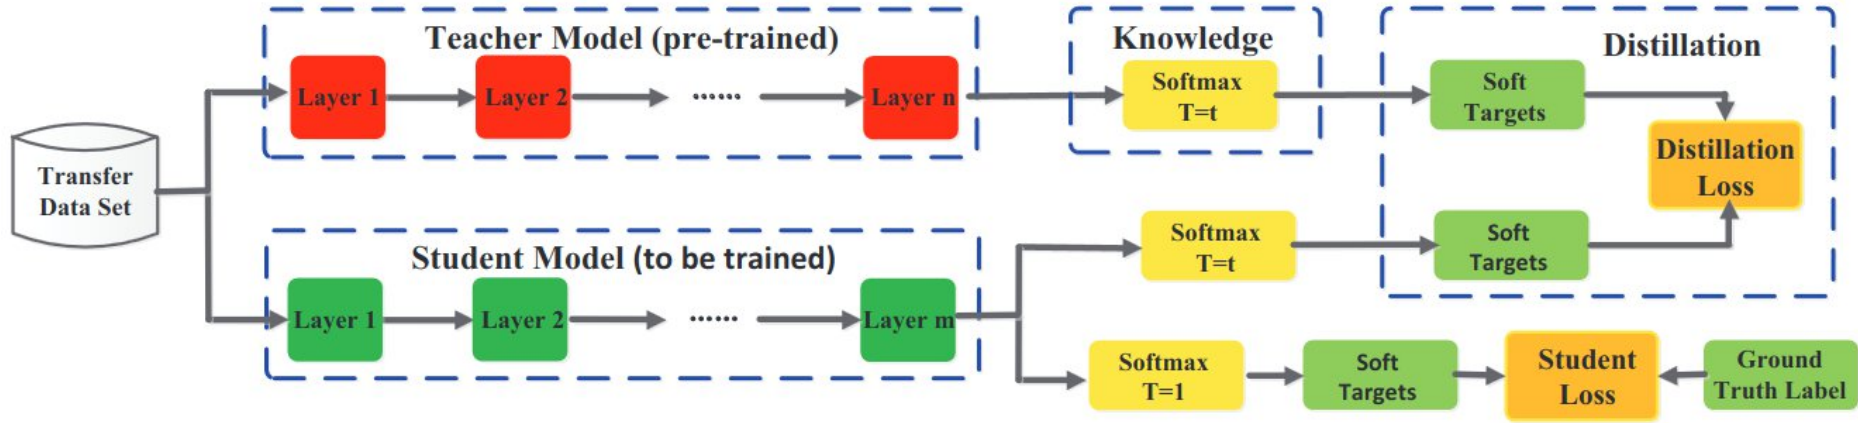 Teacher Model (pre-trained)
Layer 1
Layer 2
......
Layer n
Knowledge
Softmax
T=t
Distillation
Soft
Targets
Distillation
Loss
Transfer
Data Set
Student Model (to be trained)
Layer 1
Layer 2
......
Layer m
Softmax
T=t
Soft
Targets
Softmax
T=1
Soft
Targets
Student
Loss
Ground
Truth Label